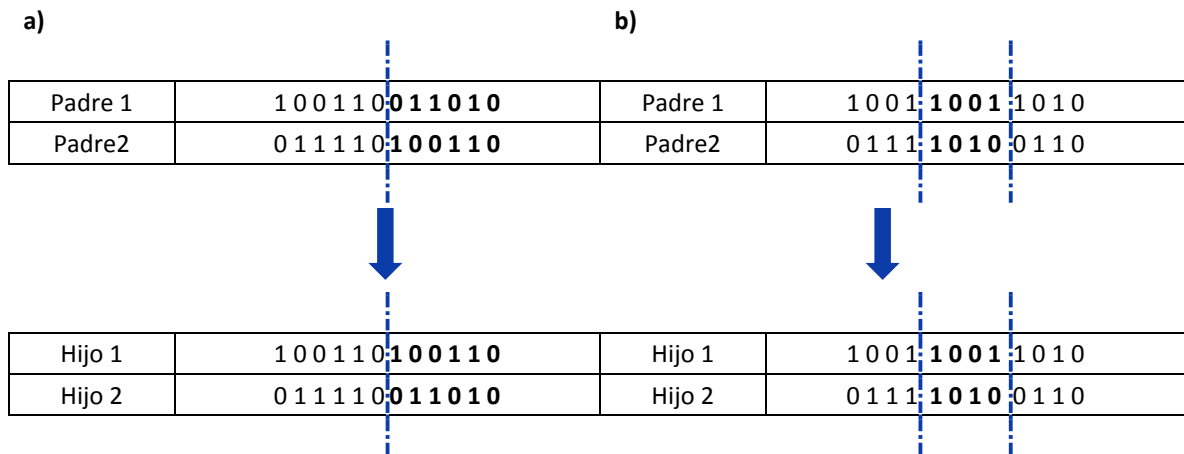 a) b)
Padre 1 1 0 0 1 1 0 0 1 1 0 1 0 Padre 1 1 0 0 1 1 0 0 1 1 0 1 0
Padre2 0 1 1 1 1 0 1 0 0 1 1 0 Padre2 0 1 1 1 1 0 1 0 0 1 1 0
Hijo 1 1 0 0 1 1 0 1 0 0 1 1 0 Hijo 1 1 0 0 1 1 0 0 1 1 0 1 0
Hijo 2 0 1 1 1 1 0 0 1 1 0 1 0 Hijo 2 0 1 1 1 1 0 1 0 0 1 1 0